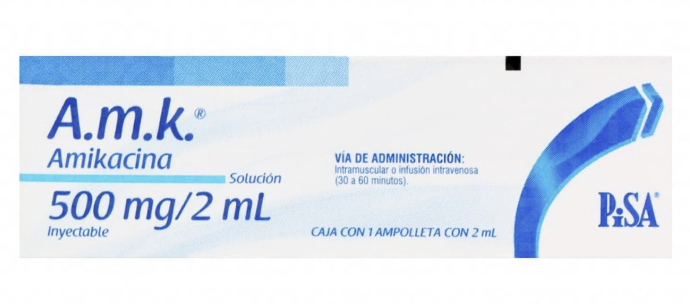 A.m.k.®
Amikacina
Solución
500 mg/2 mL
Inyectable
VÍA DE ADMINISTRACIÓN:
Intramuscular o infusión intravenosa
(30 a 60 minutos).
CAJA CON 1 AMPOLLETA CON 2 mL
PiSA®